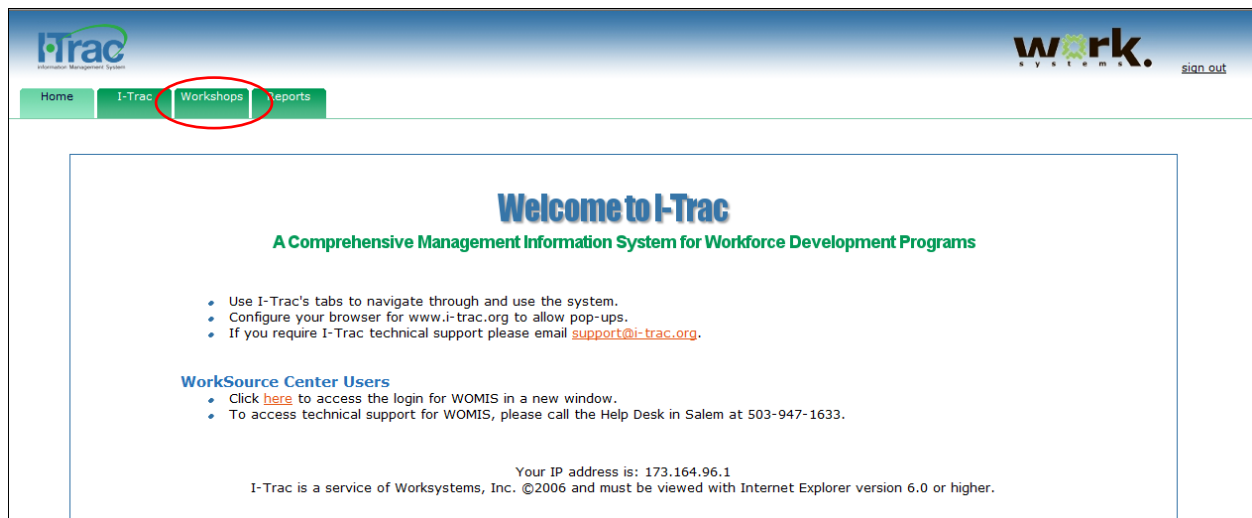 I-Trac
Information Management System
work.
systems
sign out
Home I-Trac Workshops Reports
Welcome to I-Trac
A Comprehensive Management Information System for Workforce Development Programs
Use I-Trac's tabs to navigate through and use the system.
Configure your browser for www.i-trac.org to allow pop-ups.
If you require I-Trac technical support please email support@i-trac.org.
WorkSource Center Users
Click here to access the login for WOMIS in a new window.
To access technical support for WOMIS, please call the Help Desk in Salem at 503-947-1633.
Your IP address is: 173.164.96.1
I-Trac is a service of Worksystems, Inc. ©2006 and must be viewed with Internet Explorer version 6.0 or higher.